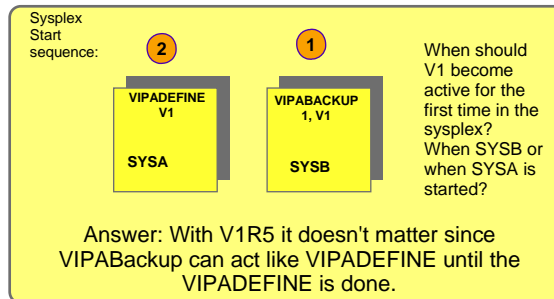 Sysplex
Start
sequence:
2
1
VIPADEFINE
V1
SYSA
VIPABACKUP
1, V1
SYSB
When should
V1 become
active for the
first time in the
sysplex?
When SYSB or
when SYSA is
started?
Answer: With V1R5 it doesn't matter since
VIPABackup can act like VIPADEFINE until the
VIPADEFINE is done.